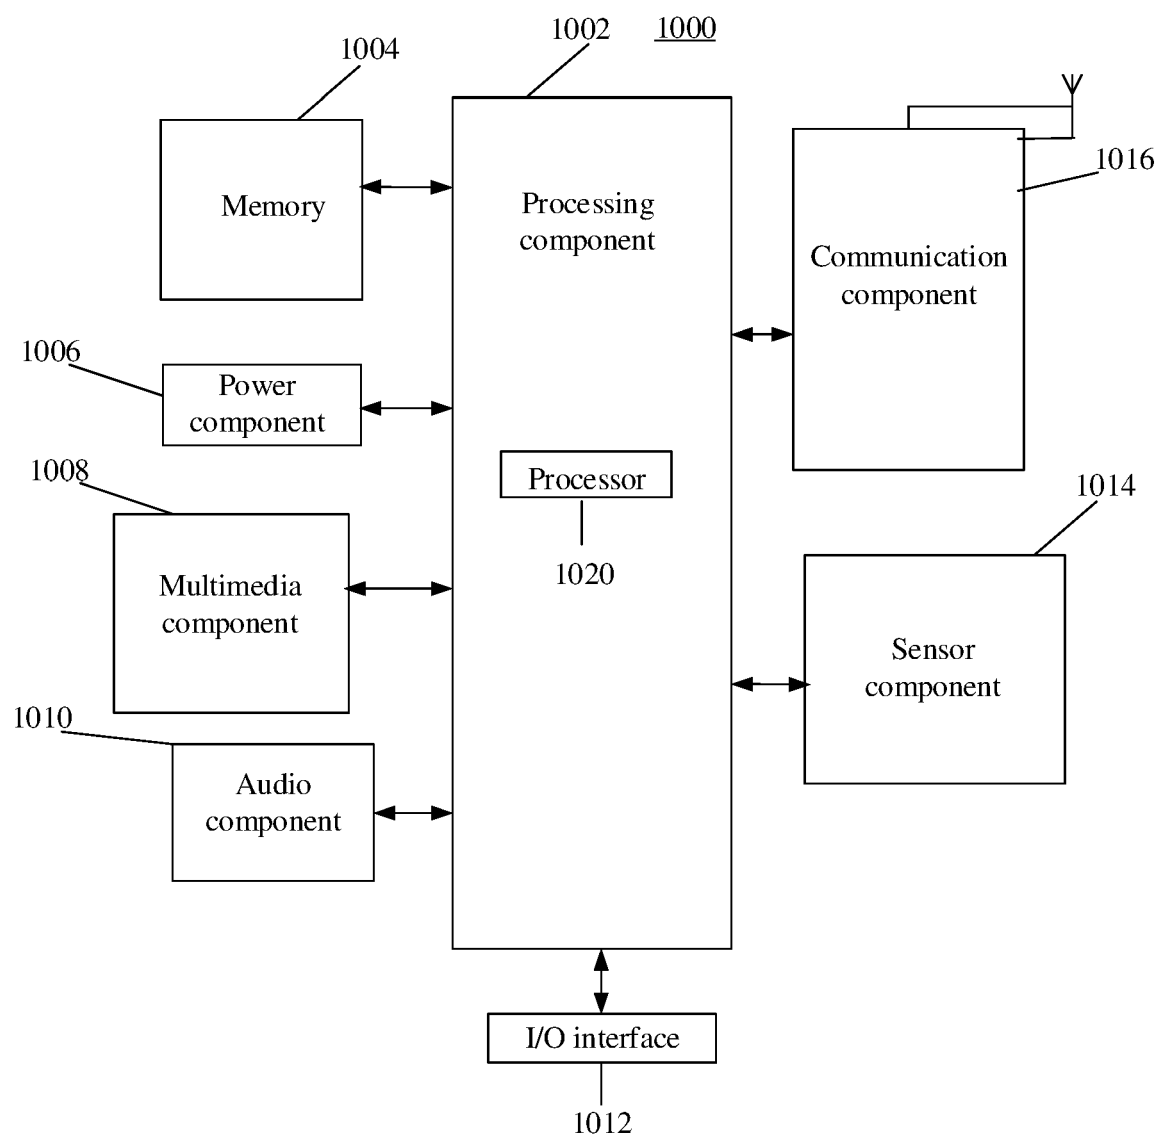 1002
1000
1004
1016
Memory
Processing
component
Communication
component
1006
Power
component
1008
Processor
1014
1020
Multimedia
component
Sensor
component
1010
Audio
component
I/O interface
1012